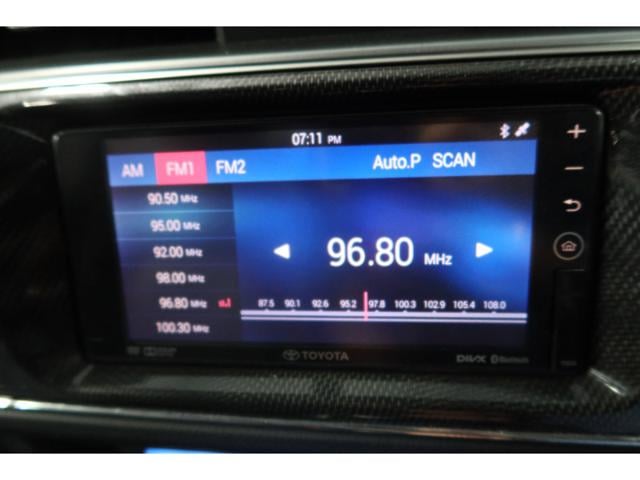 07:11 PM
AM FM1 FM2 Auto.P SCAN
90.50 MHz
95.00 MHz
92.00 MHz
98.00 MHz
96.80 MHz
100.30 MHz
96.80 MHz
87.5 90.1 92.6 95.2 97.8 100.3 102.9 105.4 108.0
TOYOTA
DIVX Bluetooth